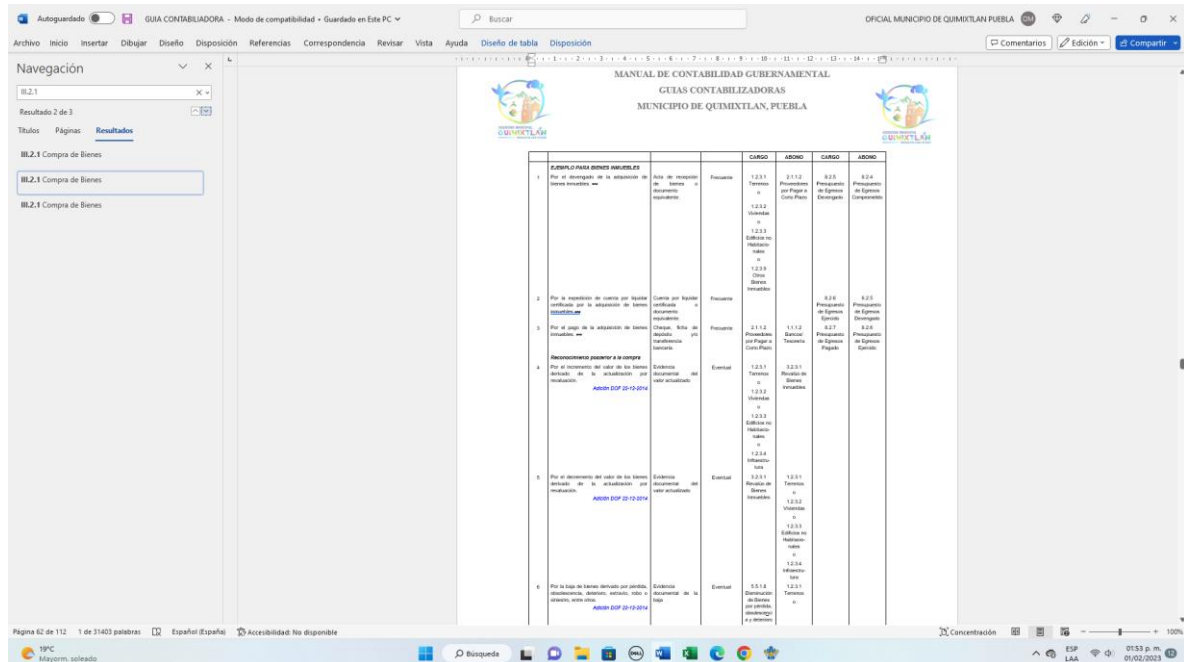 Autoguardado
GUIA CONTABILIADORA - Modo de compatibilidad • Guardado en Este PC
Buscar
OFICIAL MUNICIPIO DE QUIMIXTLAN PUEBLA
OM
Archivo Inicio Insertar Dibujar Diseño Disposición Referencias Correspondencia Revisar Vista Ayuda Diseño de tabla Disposición
Comentarios
Edición
Compartir
Navegación
III.2.1
Resultado 2 de 3
Títulos Páginas Resultados
III.2.1 Compra de Bienes
III.2.1 Compra de Bienes
III.2.1 Compra de Bienes
MANUAL DE CONTABILIDAD GUBERNAMENTAL
GUIAS CONTABILIZADORAS
MUNICIPIO DE QUIMIXTLAN, PUEBLA
QUIMIXTLÁN
QUIMIXTLÁN
CARGO ABONO CARGO ABONO
EJEMPLO PARA BIENES INMUEBLES
1 Por el devengado de la adquisición de bienes inmuebles.
Acta de recepción de bienes o documento equivalente.
Frecuente
1.2.3.1 Terrenos
o
1.2.3.2 Viviendas
o
1.2.3.3 Edificios no Habitacionales
o
1.2.3.9 Otros Bienes Inmuebles
2.1.1.2 Proveedores por Pagar a Corto Plazo
8.2.5 Presupuesto de Egresos Devengado
8.2.4 Presupuesto de Egresos Comprometido
2 Por la expedición de cuenta por liquidar certificada por la adquisición de bienes inmuebles.
Cuenta por liquidar certificada o documento equivalente.
Frecuente
8.2.6 Presupuesto de Egresos Ejercido
8.2.5 Presupuesto de Egresos Devengado
3 Por el pago de la adquisición de bienes inmuebles.
Cheque, ficha de depósito y/o transferencia bancaria.
Frecuente
2.1.1.2 Proveedores por Pagar a Corto Plazo
1.1.1.2 Bancos/ Tesorería
8.2.7 Presupuesto de Egresos Pagado
8.2.6 Presupuesto de Egresos Ejercido
Reconocimiento posterior a la compra
4 Por el incremento del valor de los bienes derivado de la actualización por revaluación.
Adición DOF 22-12-2014
Evidencia documental del valor actualizado
Eventual
1.2.3.1 Terrenos
o
1.2.3.2 Viviendas
o
1.2.3.3 Edificios no Habitacionales
o
1.2.3.4 Infraestructura
3.2.3.1 Revalúo de Bienes Inmuebles
5 Por el decremento del valor de los bienes derivado de la actualización por revaluación.
Adición DOF 22-12-2014
Evidencia documental del valor actualizado
Eventual
3.2.3.1 Revalúo de Bienes Inmuebles
1.2.3.1 Terrenos
o
1.2.3.2 Viviendas
o
1.2.3.3 Edificios no Habitacionales
o
1.2.3.4 Infraestructura
6 Por la baja de bienes derivado por pérdida, obsolescencia, deterioro, extravío, robo o siniestro, entre otros.
Adición DOF 22-12-2014
Evidencia documental de la baja
Eventual
5.5.1.8 Disminución de Bienes por pérdida, obsolescencia y deterioro
1.2.3.1 Terrenos
o
Página 62 de 112 1 de 31403 palabras Español (España) Accesibilidad: No disponible
Concentración
100%
19°C
Mayorm. soleado
Búsqueda
ESP
LAA
01:53 p. m.
01/02/2023